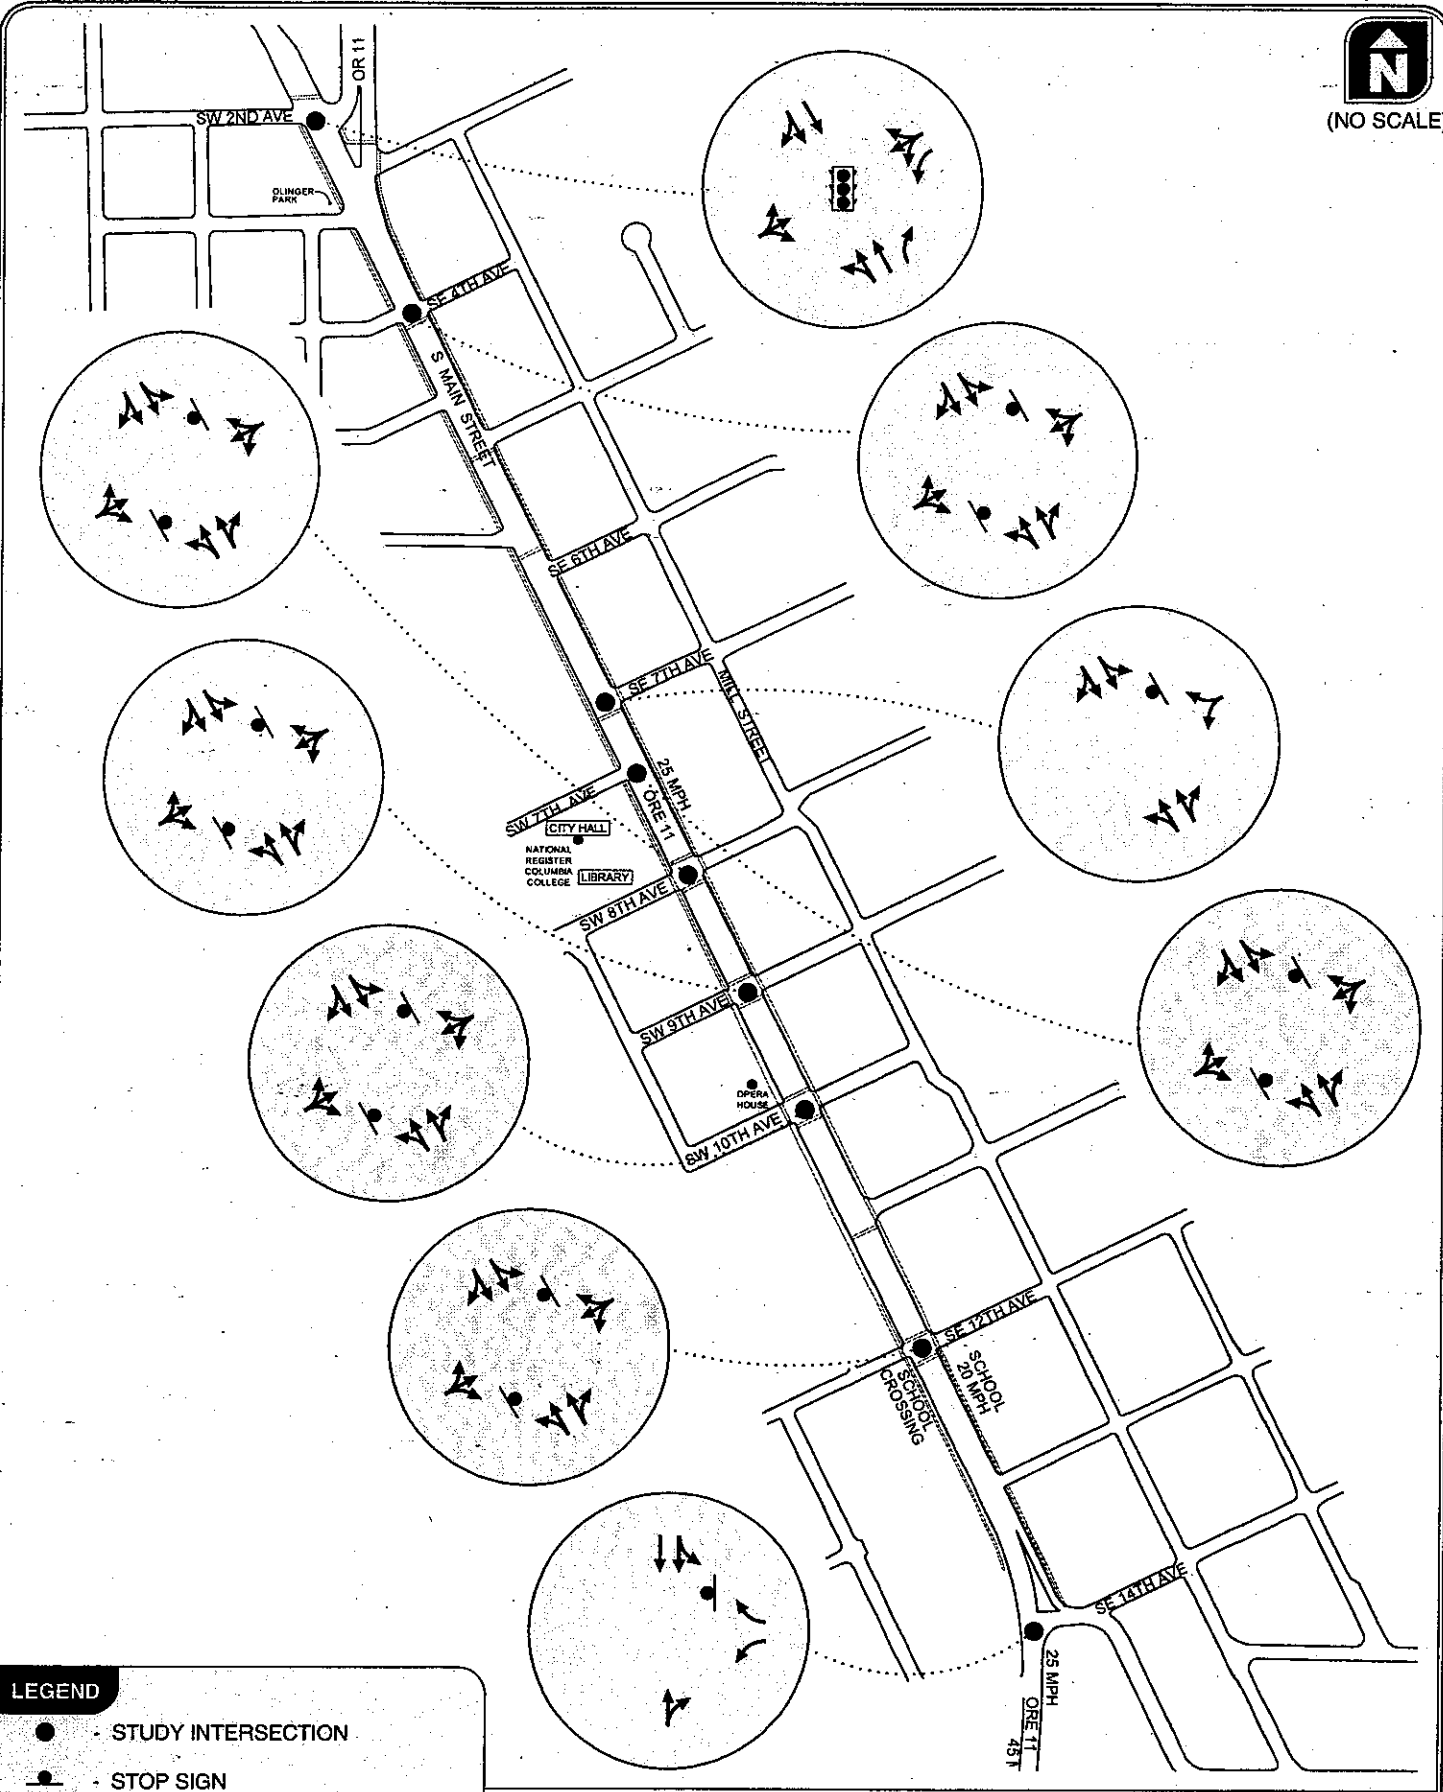 N
(NO SCALE
OR 11
SW 2ND AVE
OLINGER
PARK
SE 4TH AVE
S MAIN STREET
SE 6TH AVE
SE 7TH AVE
MILL STREET
25 MPH
ORE 11
SW 7TH AVE
CITY HALL
NATIONAL
REGISTER
COLUMBIA
COLLEGE
LIBRARY
SW 8TH AVE
SW 9TH AVE
OPERA
HOUSE
SW 10TH AVE
SE 12TH AVE
SCHOOL
20 MPH
SCHOOL
CROSSING
SE 14TH AVE
25 MPH
ORE 11
45
LEGEND
- STUDY INTERSECTION
- STOP SIGN